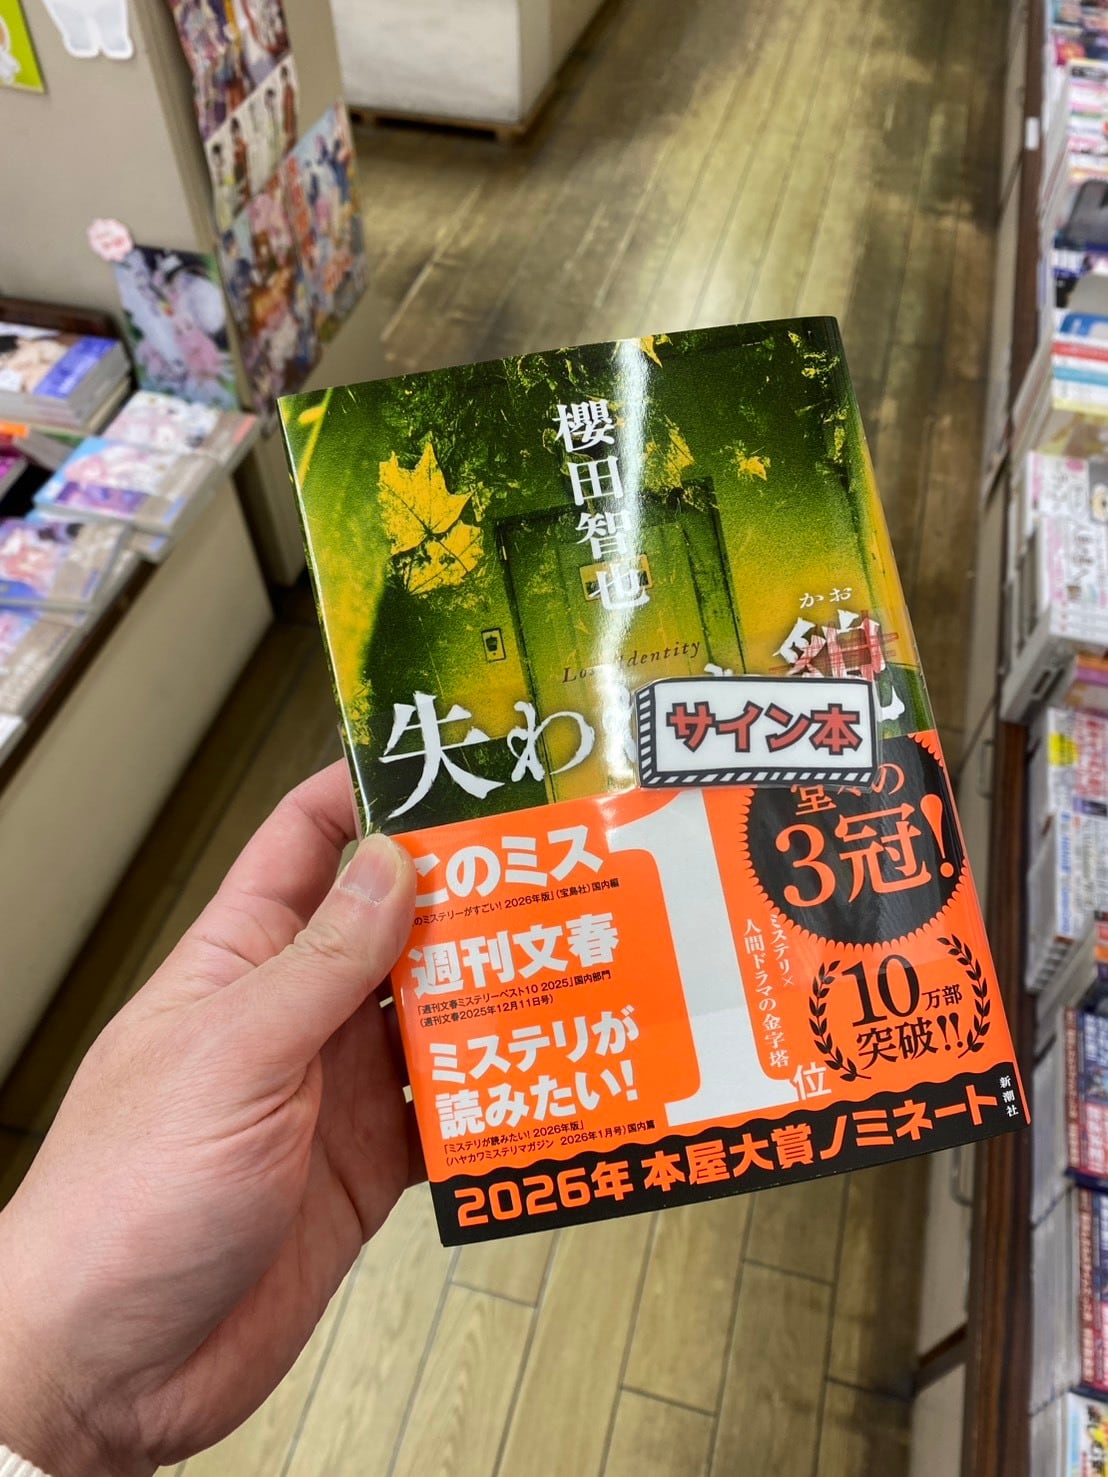 櫻田智也
かお
Lost Identity
失われた貌
サイン本
堂々の
3冠!
このミス
「このミステリーがすごい! 2026年版」(宝島社)国内編
週刊文春
「週刊文春ミステリーベスト10 2025」国内部門
(週刊文春2025年12月11日号)
ミステリが
読みたい!
「ミステリが読みたい! 2026年版」
(ハヤカワミステリマガジン 2026年1月号)国内篇
1位
ミステリ×
人間ドラマの金字塔
10万部
突破!!
新潮社
2026年 本屋大賞ノミネート